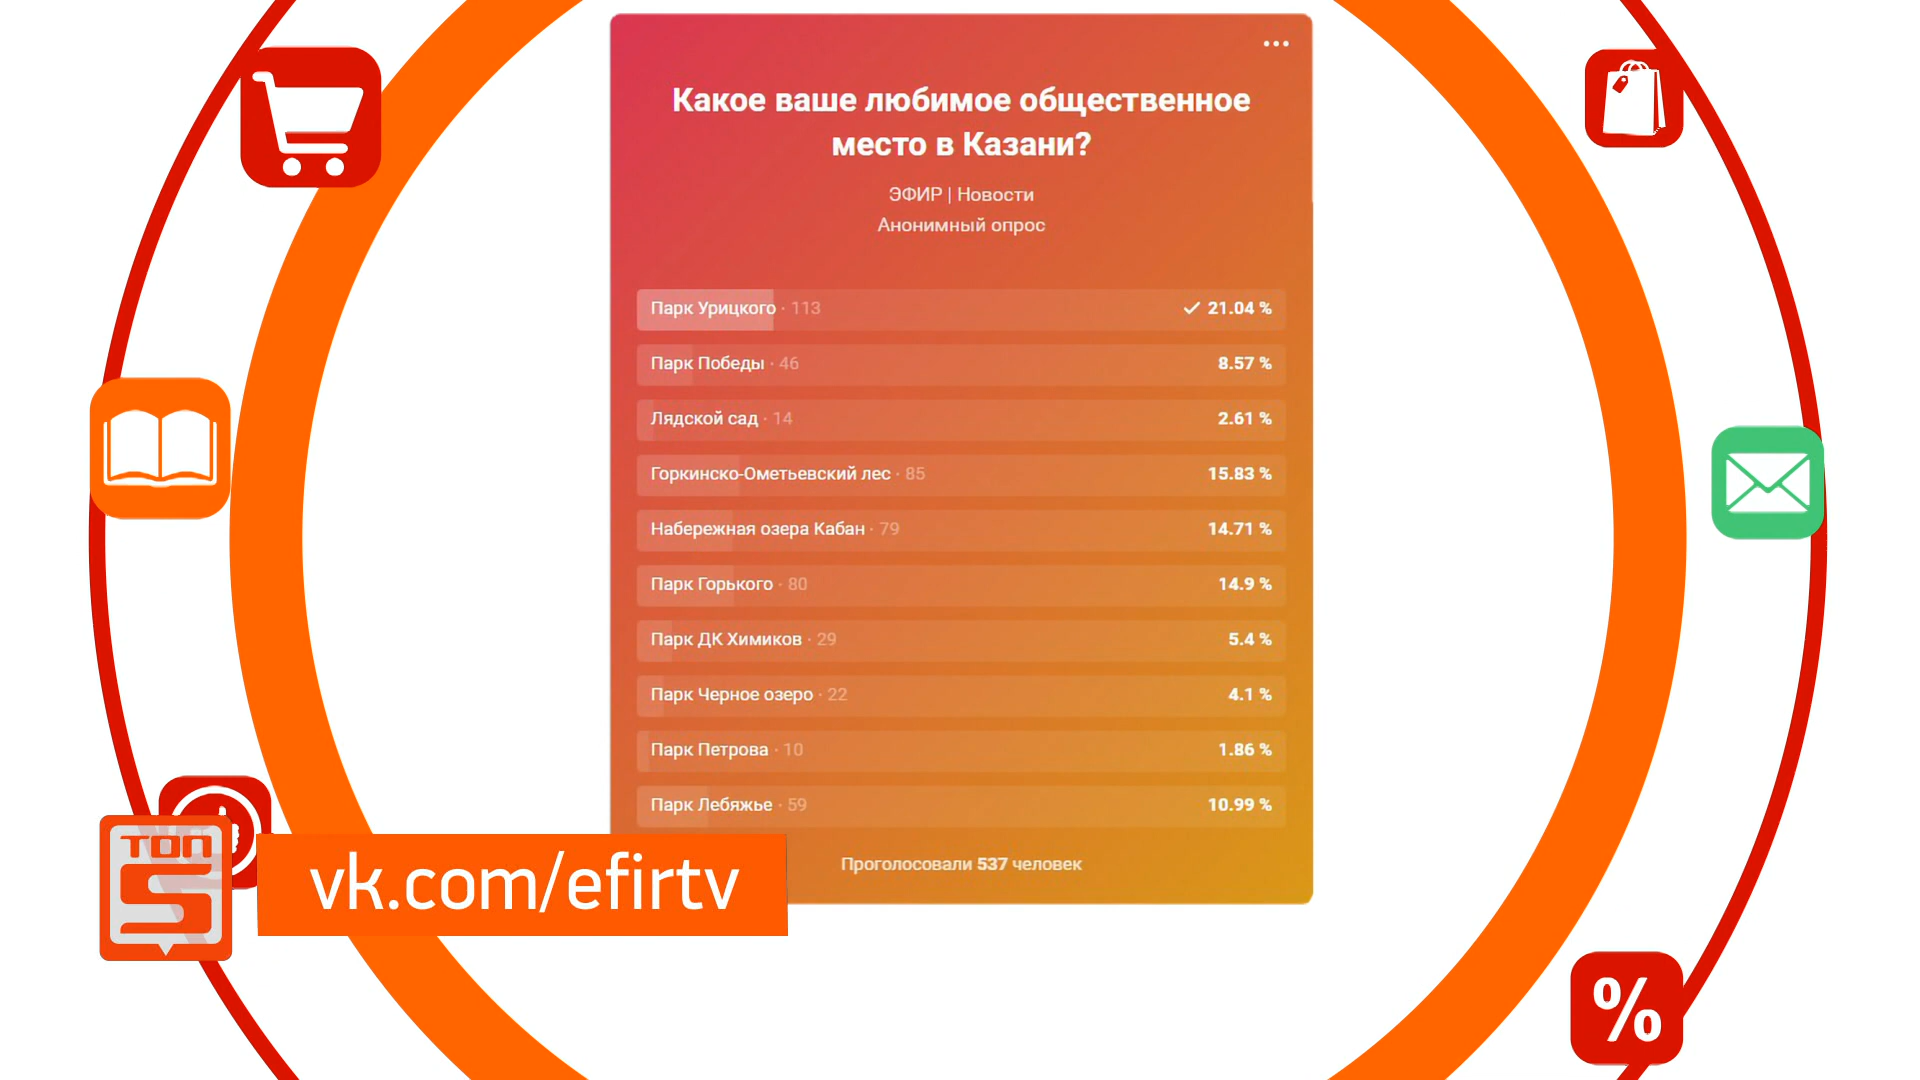 Какое ваше любимое общественное
место в Казани?
ЭФИР | Новости
Анонимный опрос
Парк Урицкого · 113 21.04 %
Парк Победы · 46 8.57 %
Лядской сад · 14 2.61 %
Горкинско-Ометьевский лес · 85 15.83 %
Набережная озера Кабан · 79 14.71 %
Парк Горького · 80 14.9 %
Парк ДК Химиков · 29 5.4 %
Парк Черное озеро · 22 4.1 %
Парк Петрова · 10 1.86 %
Парк Лебяжье · 59 10.99 %
Проголосовали 537 человек
ТОП
5
vk.com/efirtv
%